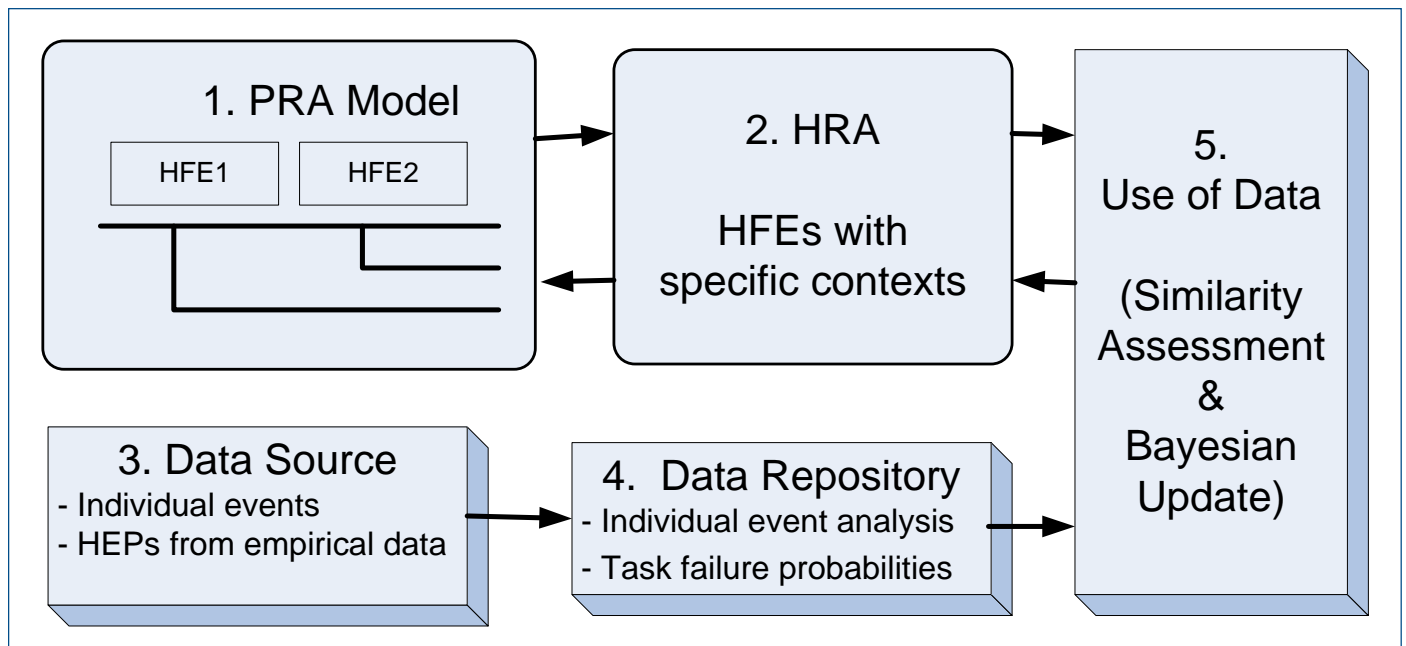 1. PRA Model
HFE1
HFE2
2. HRA
HFEs with
specific contexts
3. Data Source
- Individual events
- HEPs from empirical data
4. Data Repository
- Individual event analysis
- Task failure probabilities
5.
Use of Data
(Similarity
Assessment
&
Bayesian
Update)